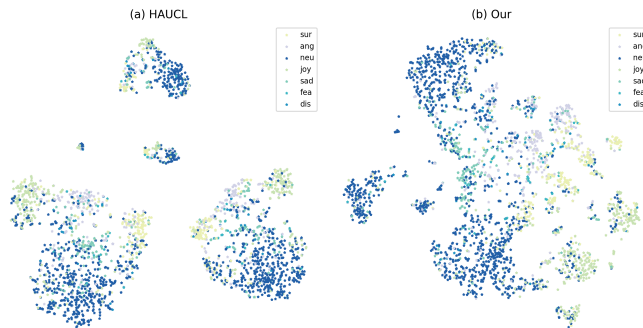 (a) HAUCL
sur
ang
neu
joy
sad
fea
dis
(b) Our
sur
ang
neu
joy
sad
fea
dis